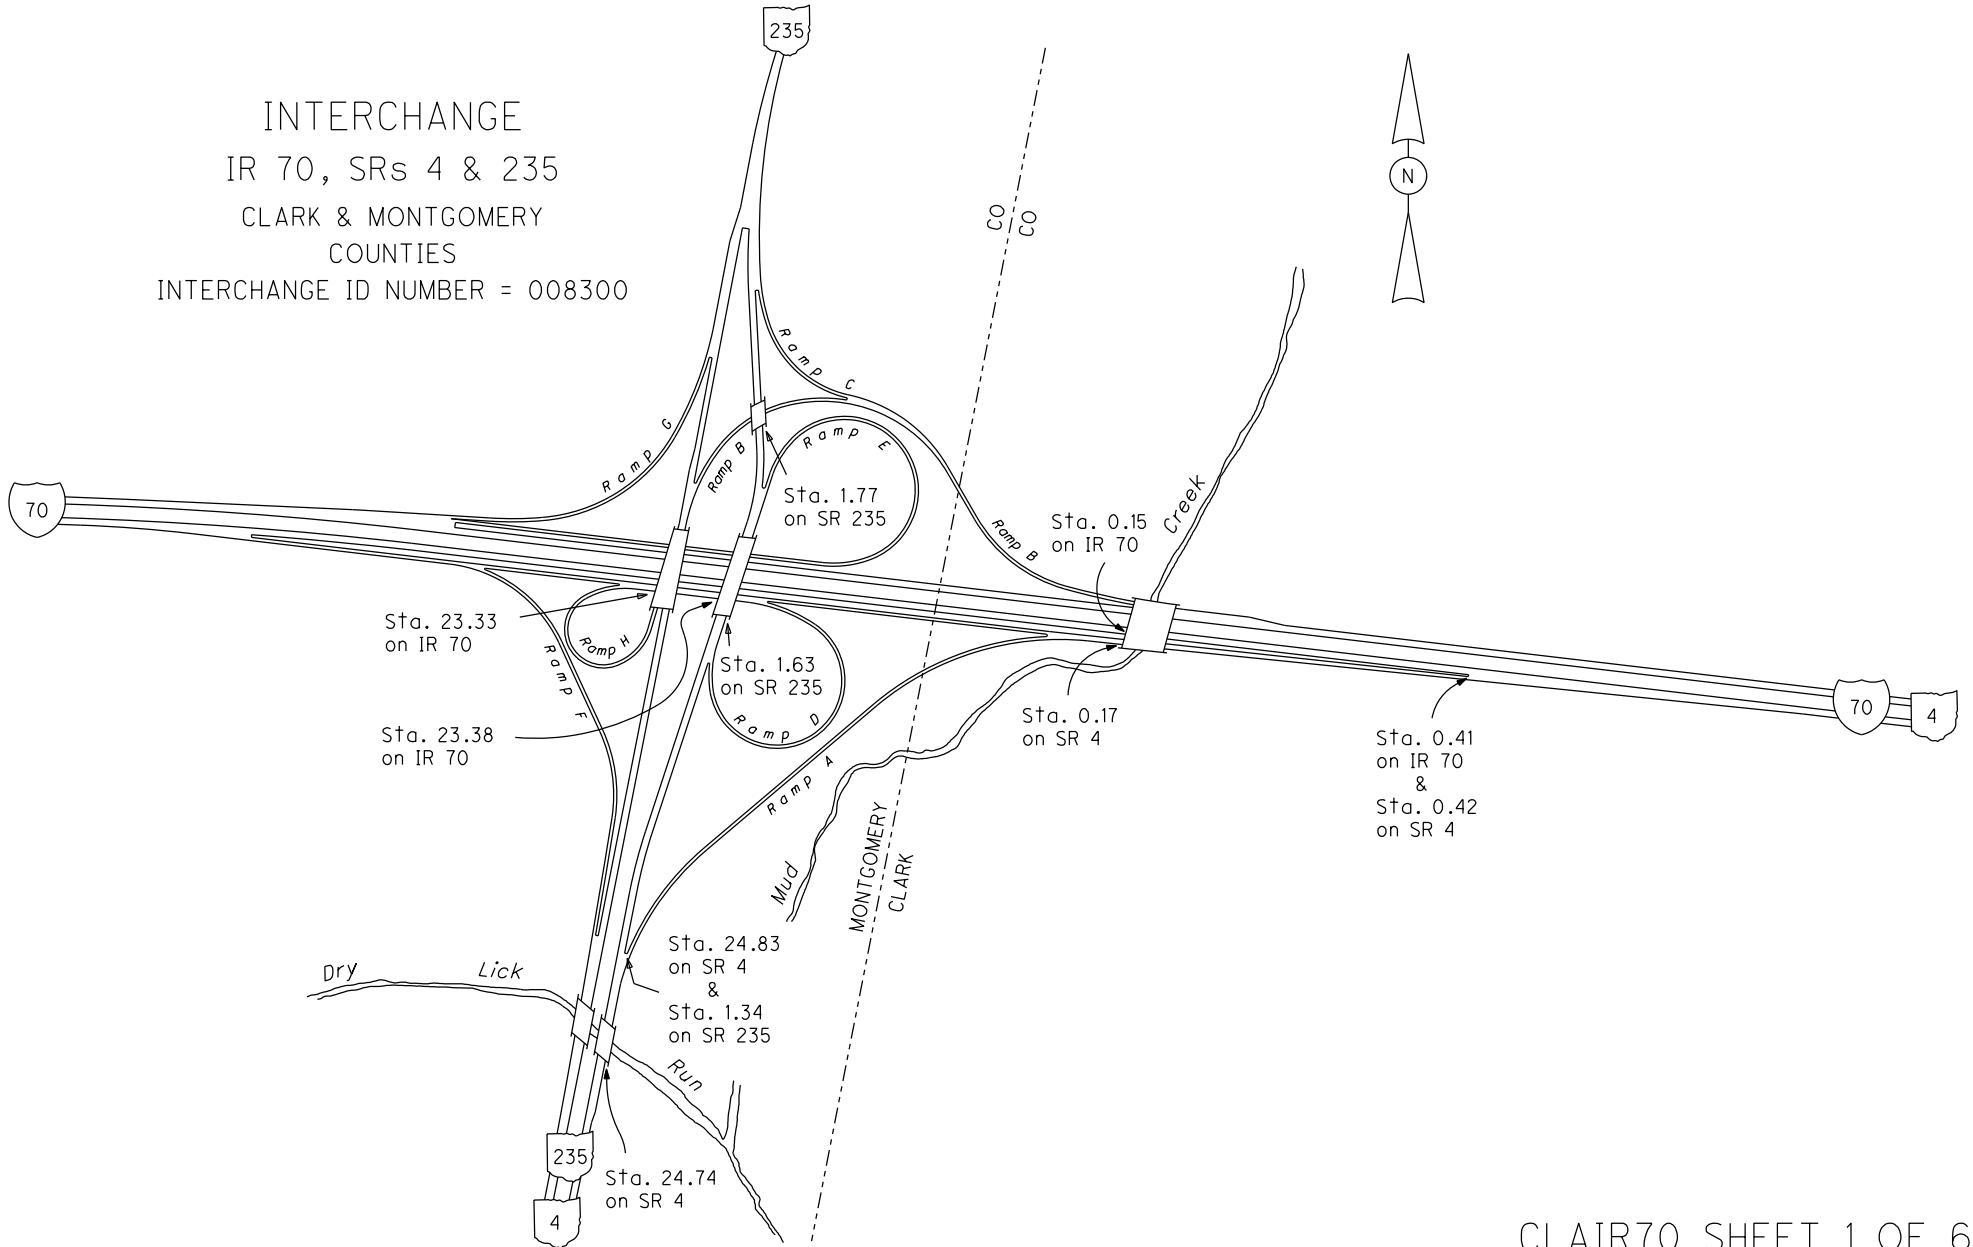 235
INTERCHANGE
IR 70, SRs 4 & 235
CLARK & MONTGOMERY
COUNTIES
INTERCHANGE ID NUMBER = 008300
N
CO
CO
Ramp C
Ramp G
Ramp B
Ramp E
70
Sta. 1.77
on SR 235
Ramp B
Sta. 0.15
on IR 70
Creek
Sta. 23.33
on IR 70
Ramp H
Ramp F
Sta. 1.63
on SR 235
Ramp D
Sta. 23.38
on IR 70
Ramp A
Sta. 0.17
on SR 4
70
4
Sta. 0.41
on IR 70
&
Sta. 0.42
on SR 4
Mud
MONTGOMERY
CLARK
Sta. 24.83
on SR 4
&
Sta. 1.34
on SR 235
Dry Lick Run
235
Sta. 24.74
on SR 4
4
CLAIR70 SHEET 1 OF 6